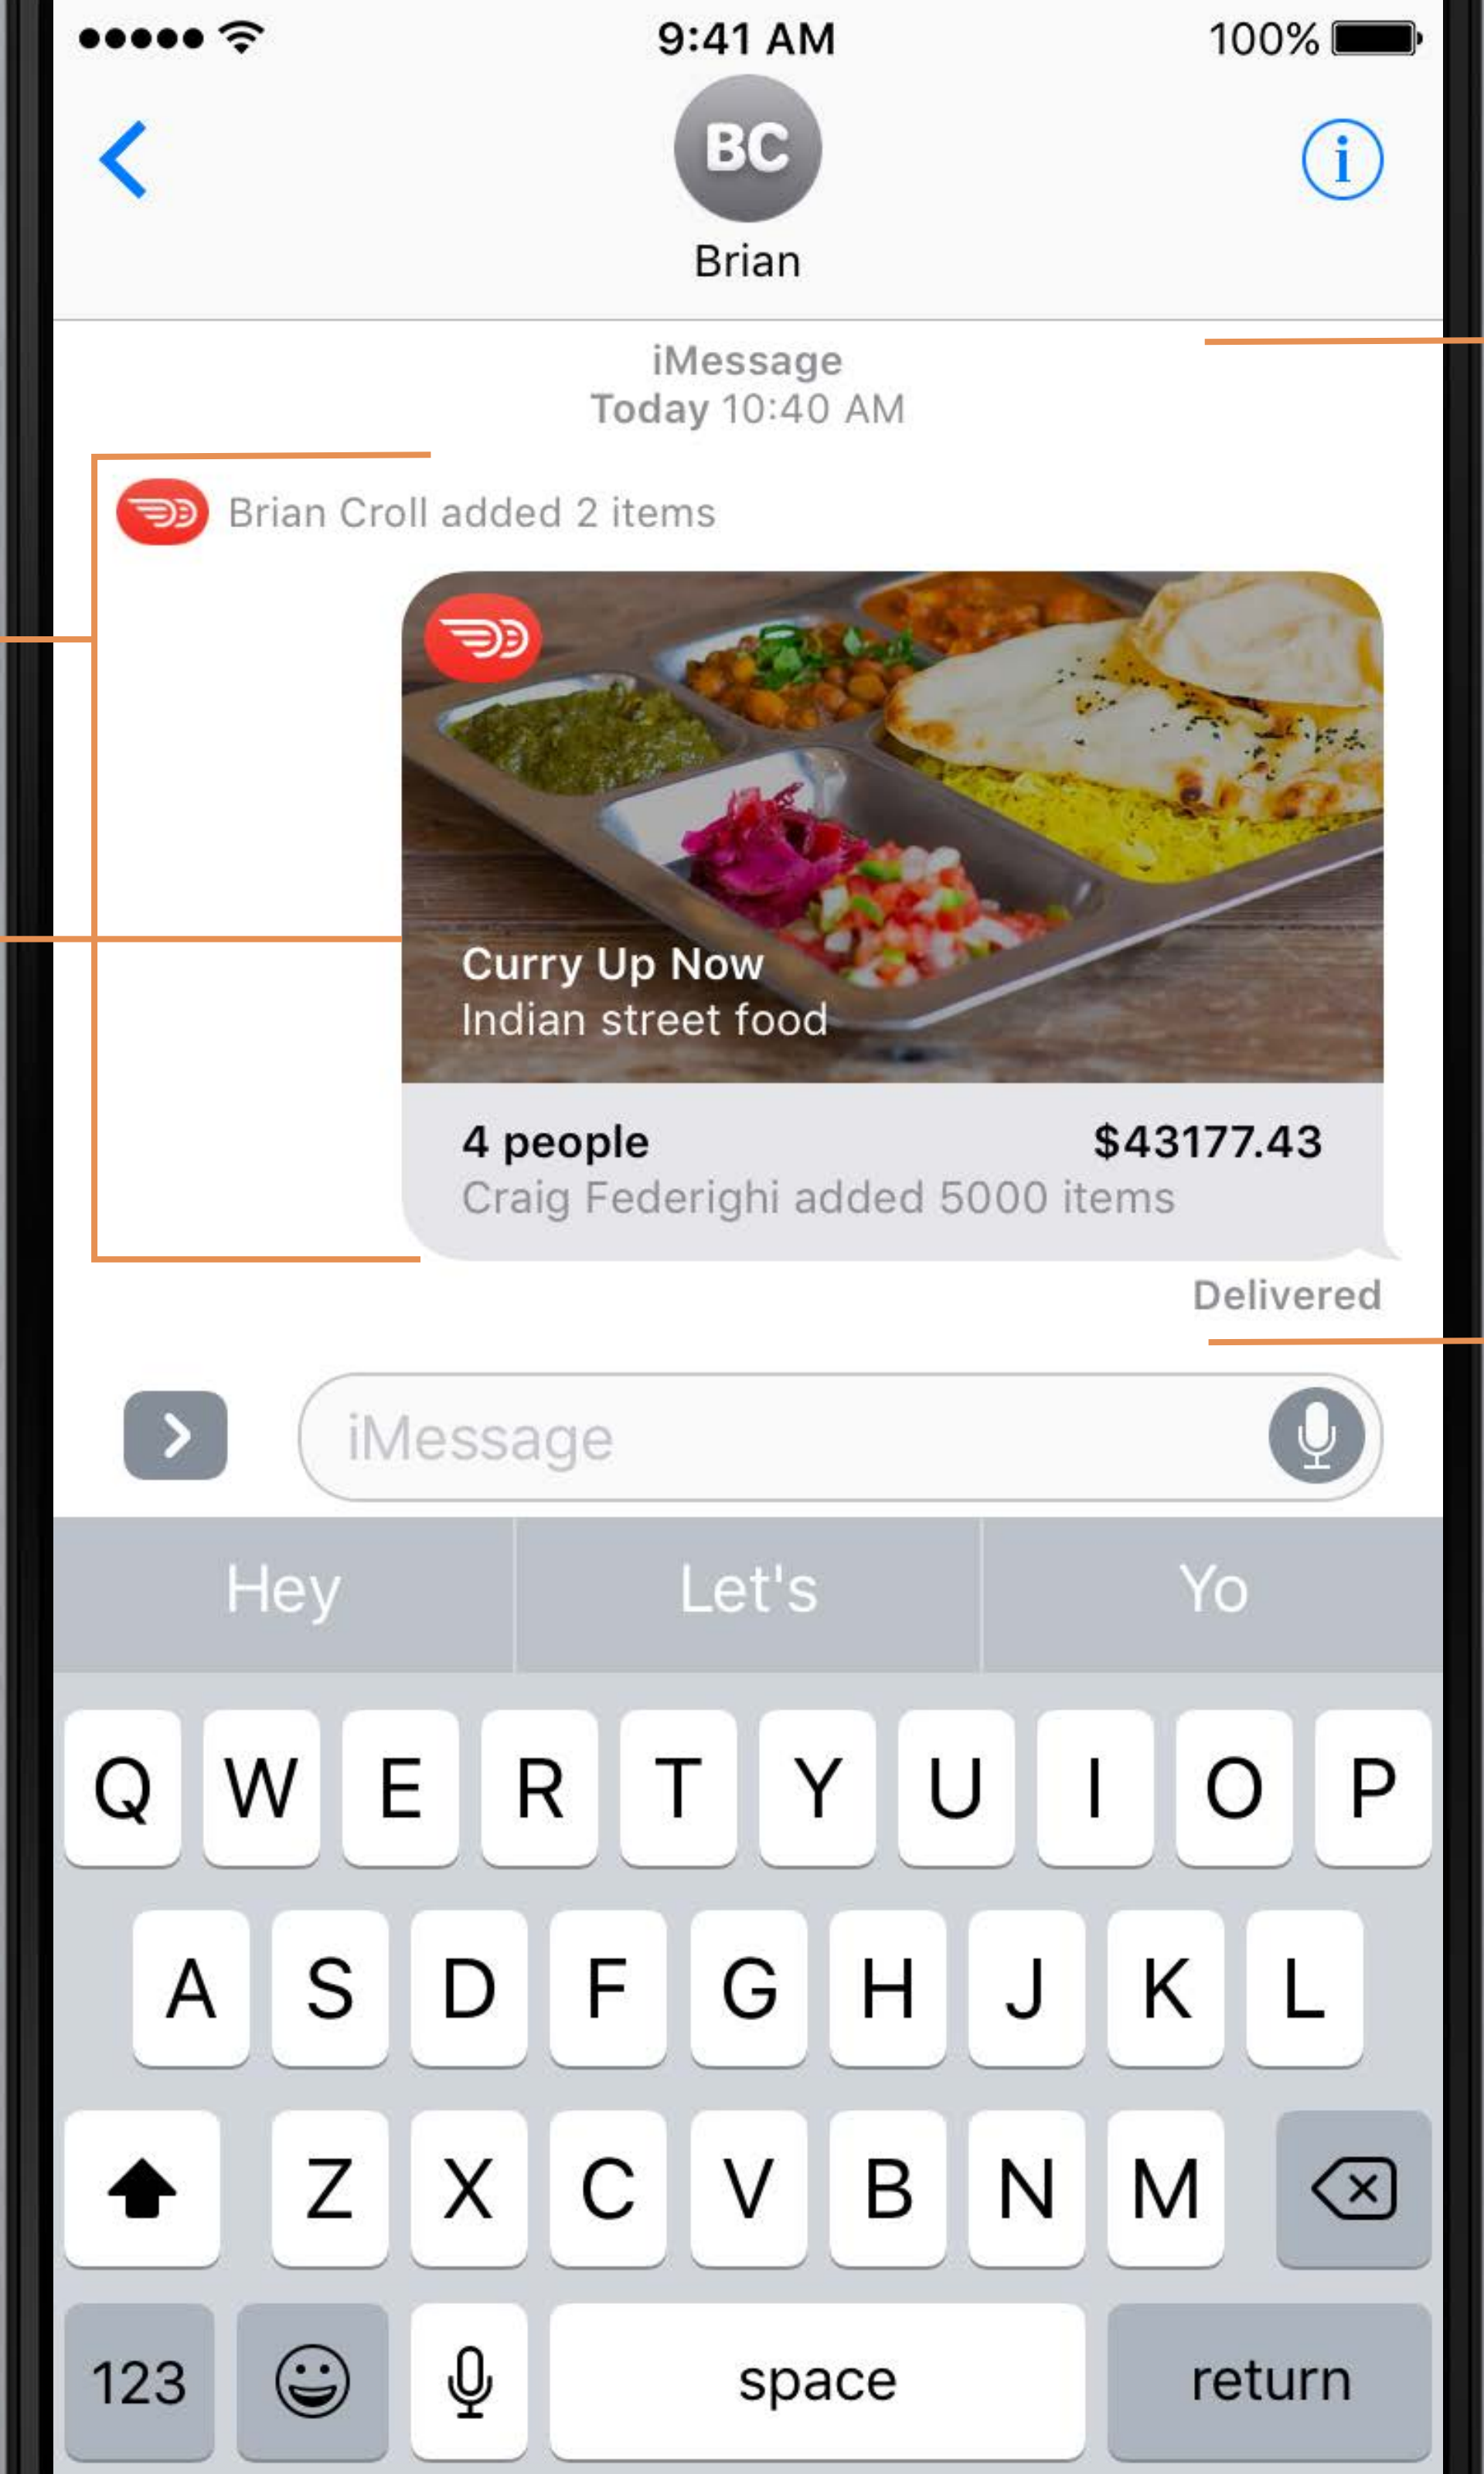 9:41 AM
100%
BC
Brian
iMessage
Today 10:40 AM
Brian Croll added 2 items
Curry Up Now
Indian street food
4 people $43177.43
Craig Federighi added 5000 items
Delivered
iMessage
Hey Let's Yo
Q W E R T Y U I O P
A S D F G H J K L
Z X C V B N M
123 space return